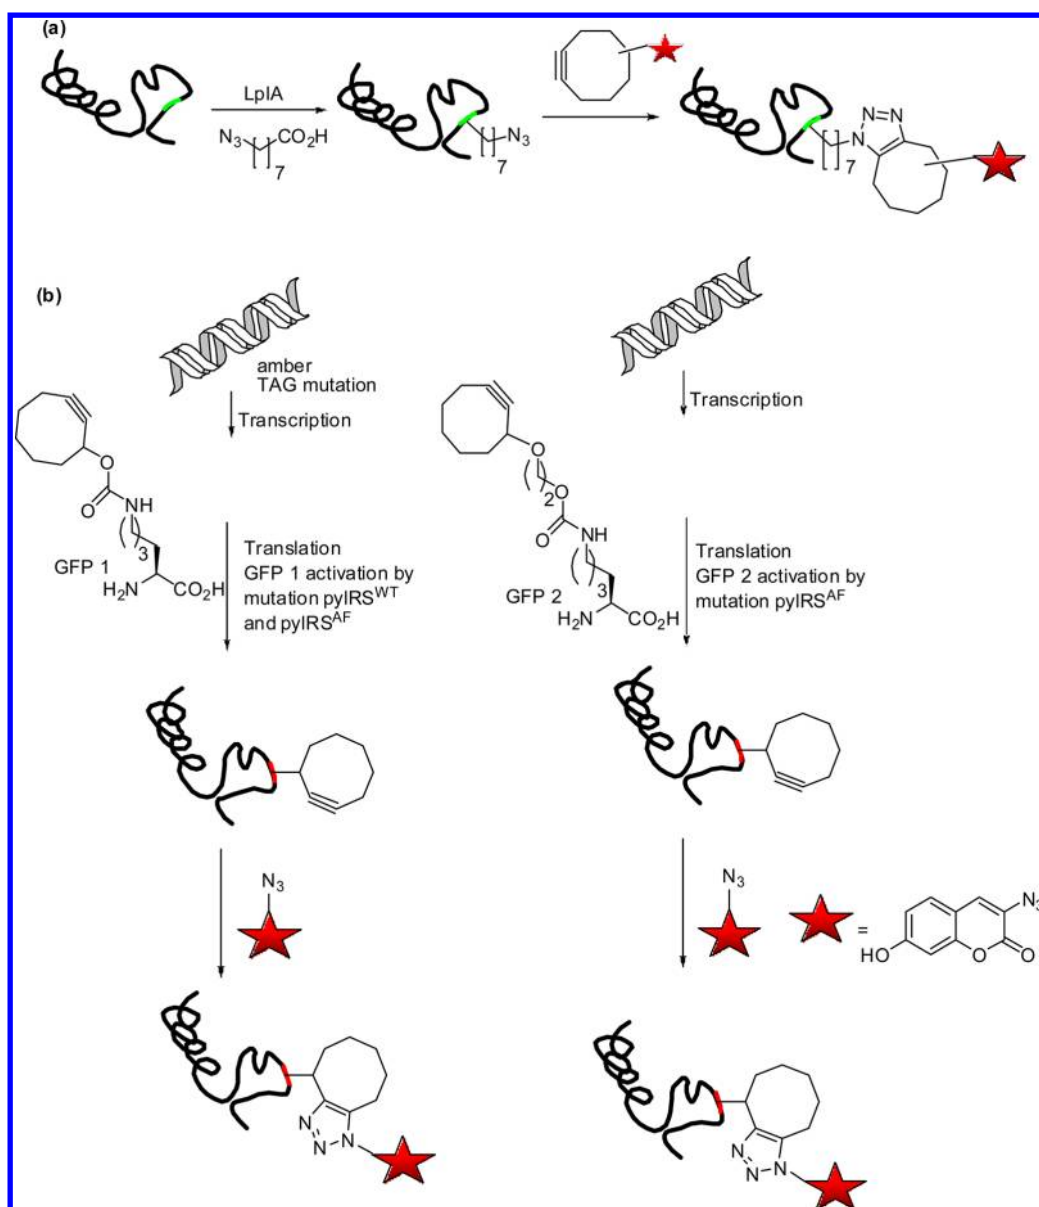 (a)
LplA
N3
CO2H
7
N3
7
N=N
N
7
(b)
amber
TAG mutation
Transcription
Transcription
O
O
NH
3
GFP 1
H2N
CO2H
O
2
O
O
NH
3
GFP 2
H2N
CO2H
Translation
GFP 1 activation by
mutation pylRSWT
and pylRSAF
Translation
GFP 2 activation by
mutation pylRSAF
N3
N3
=
N3
HO
O
O
N
N
N
N
N
N